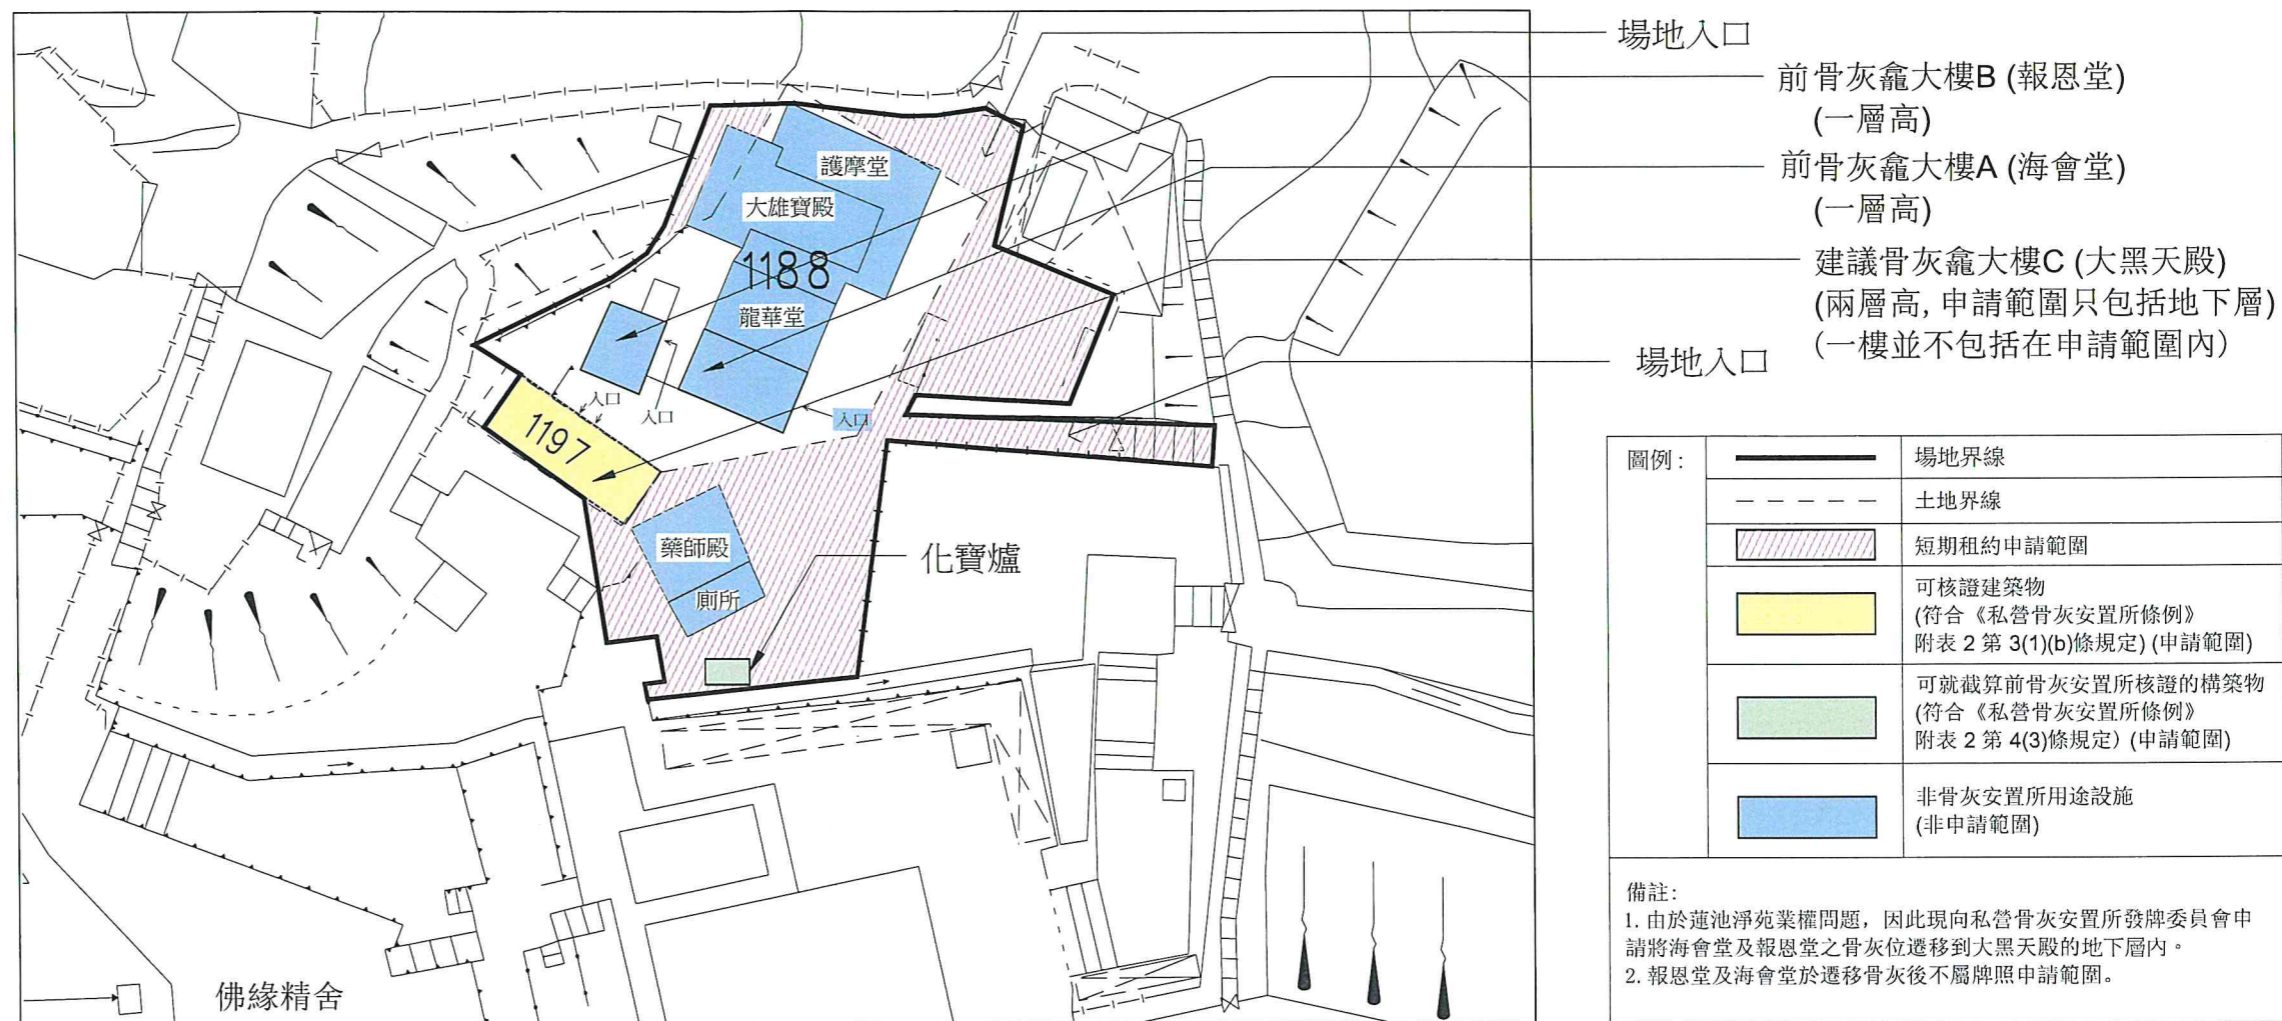 場地入口
前骨灰龕大樓B (報恩堂)
(一層高)
前骨灰龕大樓A (海會堂)
(一層高)
建議骨灰龕大樓C (大黑天殿)
(兩層高, 申請範圍只包括地下層)
(一樓並不包括在申請範圍內)
場地入口
護摩堂
大雄寶殿
1188
龍華堂
入口
入口
入口
1197
藥師殿
廁所
化寶爐
佛緣精舍
圖例:
場地界線
土地界線
短期租約申請範圍
可核證建築物
(符合《私營骨灰安置所條例》
附表 2 第 3(1)(b)條規定) (申請範圍)
可就截算前骨灰安置所核證的構築物
(符合《私營骨灰安置所條例》
附表 2 第 4(3)條規定) (申請範圍)
非骨灰安置所用途設施
(非申請範圍)
備註:
1. 由於蓮池淨苑業權問題，因此現向私營骨灰安置所發牌委員會申
請將海會堂及報恩堂之骨灰位遷移到大黑天殿的地下層內。
2. 報恩堂及海會堂於遷移骨灰後不屬牌照申請範圍。